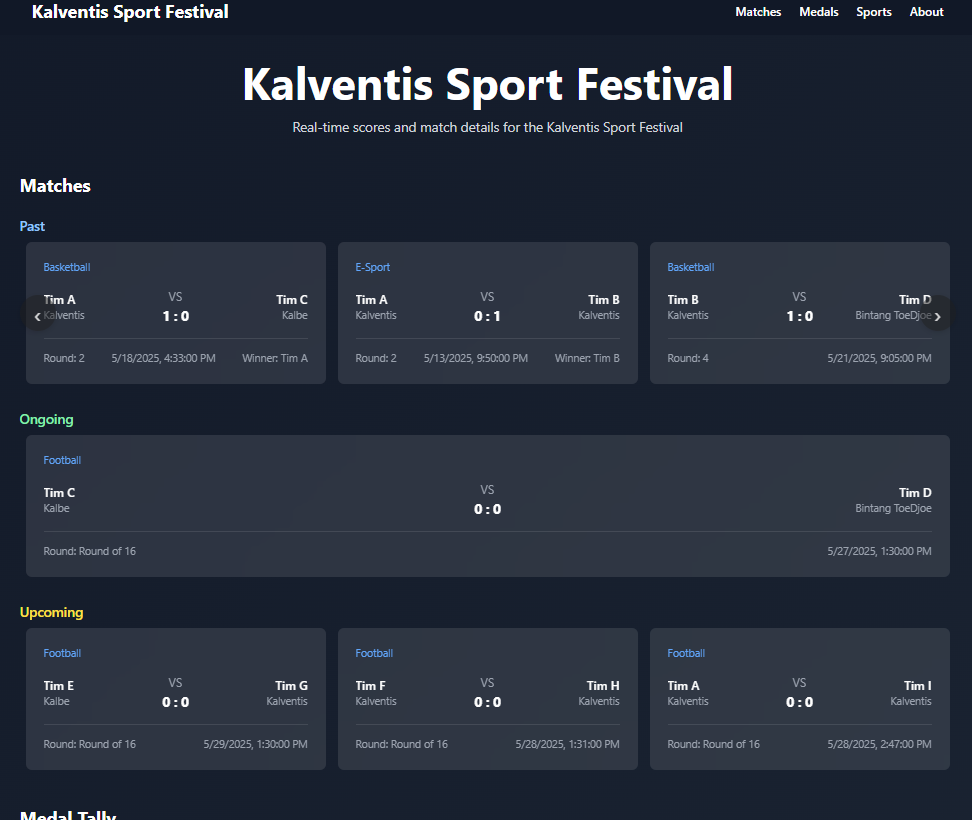 Kalventis Sport Festival
Matches Medals Sports About
Kalventis Sport Festival
Real-time scores and match details for the Kalventis Sport Festival
Matches
Past
Basketball
Tim A VS Tim C
Kalventis 1 : 0 Kalbe
Round: 2 5/18/2025, 4:33:00 PM Winner: Tim A
E-Sport
Tim A VS Tim B
Kalventis 0 : 1 Kalventis
Round: 2 5/13/2025, 9:50:00 PM Winner: Tim B
Basketball
Tim B VS Tim D
Kalventis 1 : 0 Bintang ToeDjoe
Round: 4 5/21/2025, 9:05:00 PM
Ongoing
Football
Tim C VS Tim D
Kalbe 0 : 0 Bintang ToeDjoe
Round: Round of 16 5/27/2025, 1:30:00 PM
Upcoming
Football
Tim E VS Tim G
Kalbe 0 : 0 Kalventis
Round: Round of 16 5/29/2025, 1:30:00 PM
Football
Tim F VS Tim H
Kalventis 0 : 0 Kalventis
Round: Round of 16 5/28/2025, 1:31:00 PM
Football
Tim A VS Tim I
Kalventis 0 : 0 Kalventis
Round: Round of 16 5/28/2025, 2:47:00 PM
Medal Tally